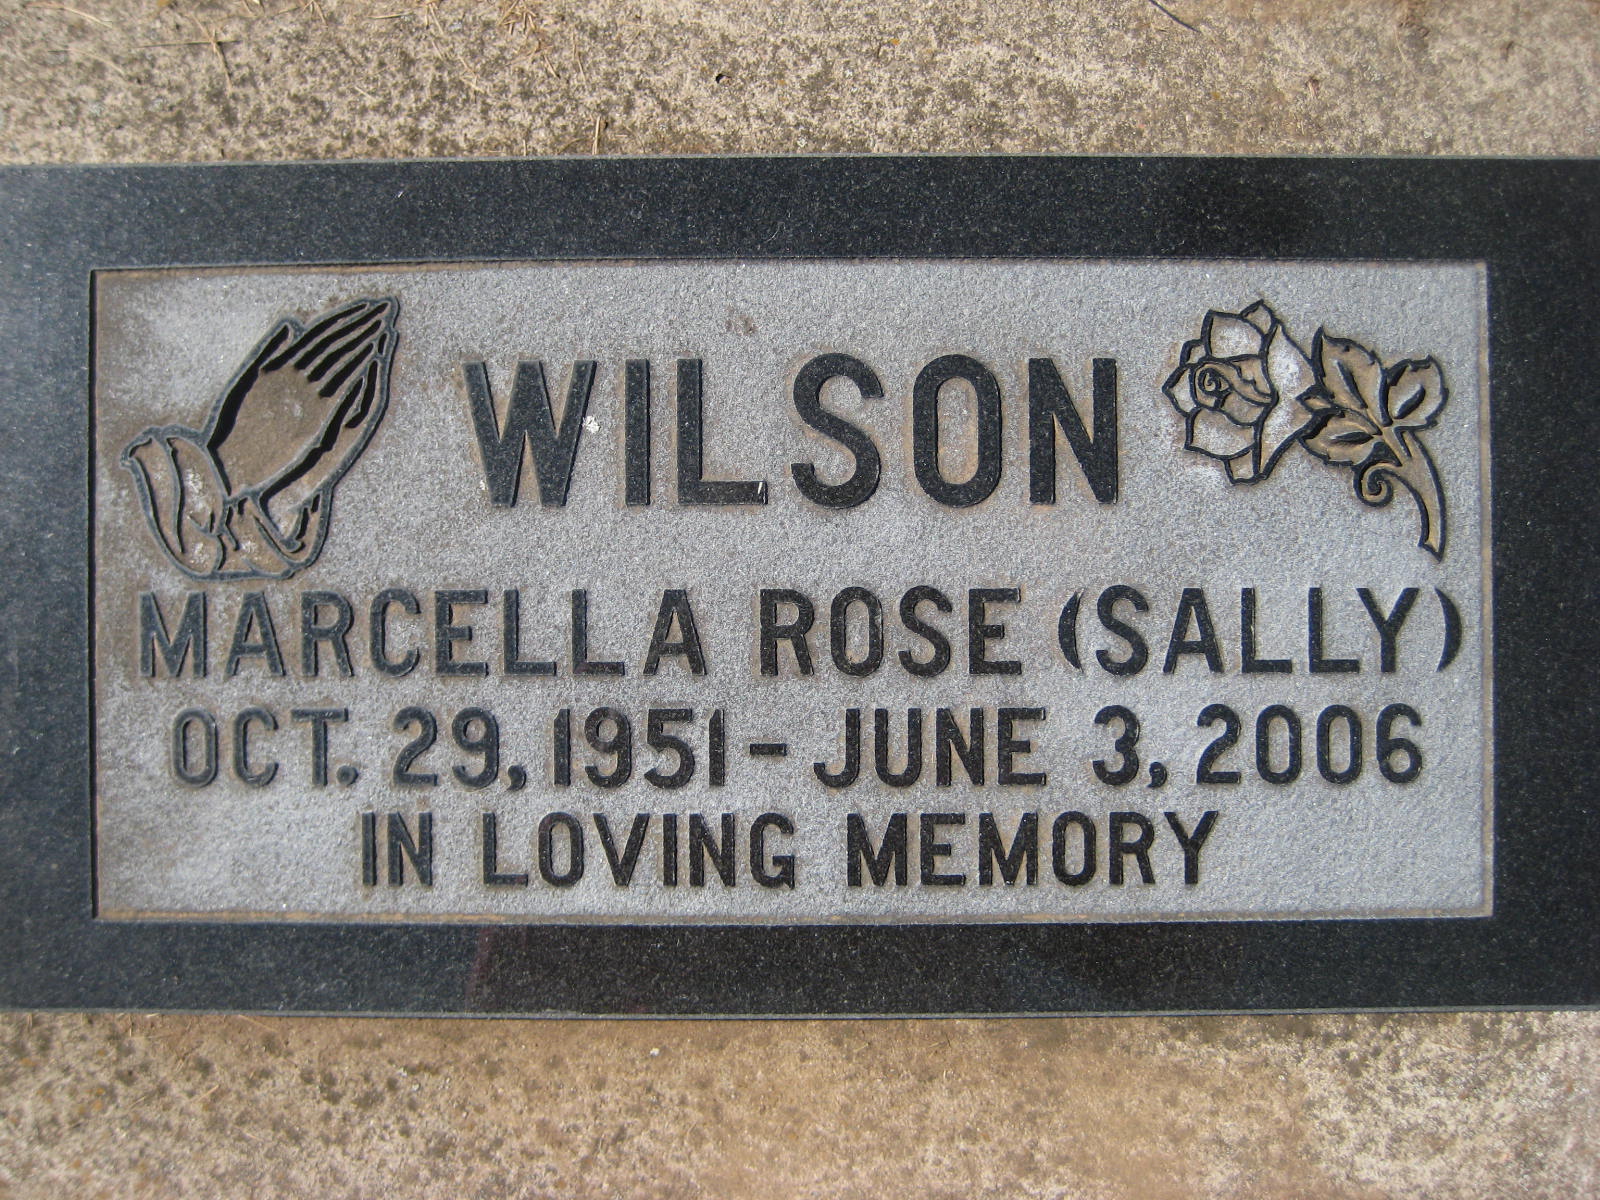 WILSON
MARCELLA ROSE (SALLY)
OCT. 29, 1951 – JUNE 3, 2006
IN LOVING MEMORY